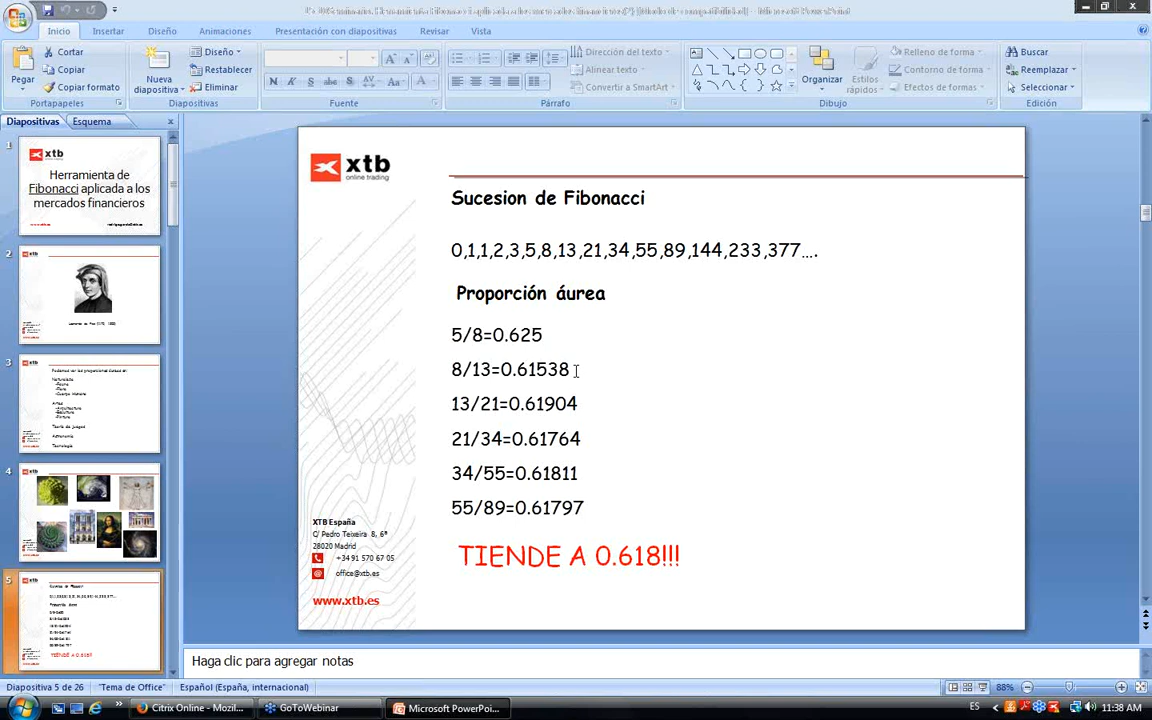 Inicio
Insertar
Diseño
Animaciones
Presentación con diapositivas
Revisar
Vista
Pegar
Cortar
Copiar
Copiar formato
Portapapeles
Nueva diapositiva
Diseño
Restablecer
Eliminar
Diapositivas
Fuente
Párrafo
Dirección del texto
Alinear texto
Convertir a SmartArt
Organizar
Estilos rápidos
Relleno de forma
Contorno de forma
Efectos de formas
Dibujo
Buscar
Reemplazar
Seleccionar
Edición
Diapositivas
Esquema
1
xtb
Herramienta de
Fibonacci aplicada a los
mercados financieros
2
3
4
5
xtb
online trading
Sucesion de Fibonacci
0,1,1,2,3,5,8,13,21,34,55,89,144,233,377….
Proporción áurea
5/8=0.625
8/13=0.61538
13/21=0.61904
21/34=0.61764
34/55=0.61811
55/89=0.61797
TIENDE A 0.618!!!
XTB España
C/ Pedro Teixeira 8, 6ª
28020 Madrid
+34 91 570 67 05
office@xtb.es
www.xtb.es
Haga clic para agregar notas
Diapositiva 5 de 26
"Tema de Office"
Español (España, internacional)
88%
Citrix Online - Mozil...
GoToWebinar
Microsoft PowerPoi...
ES
11:38 AM